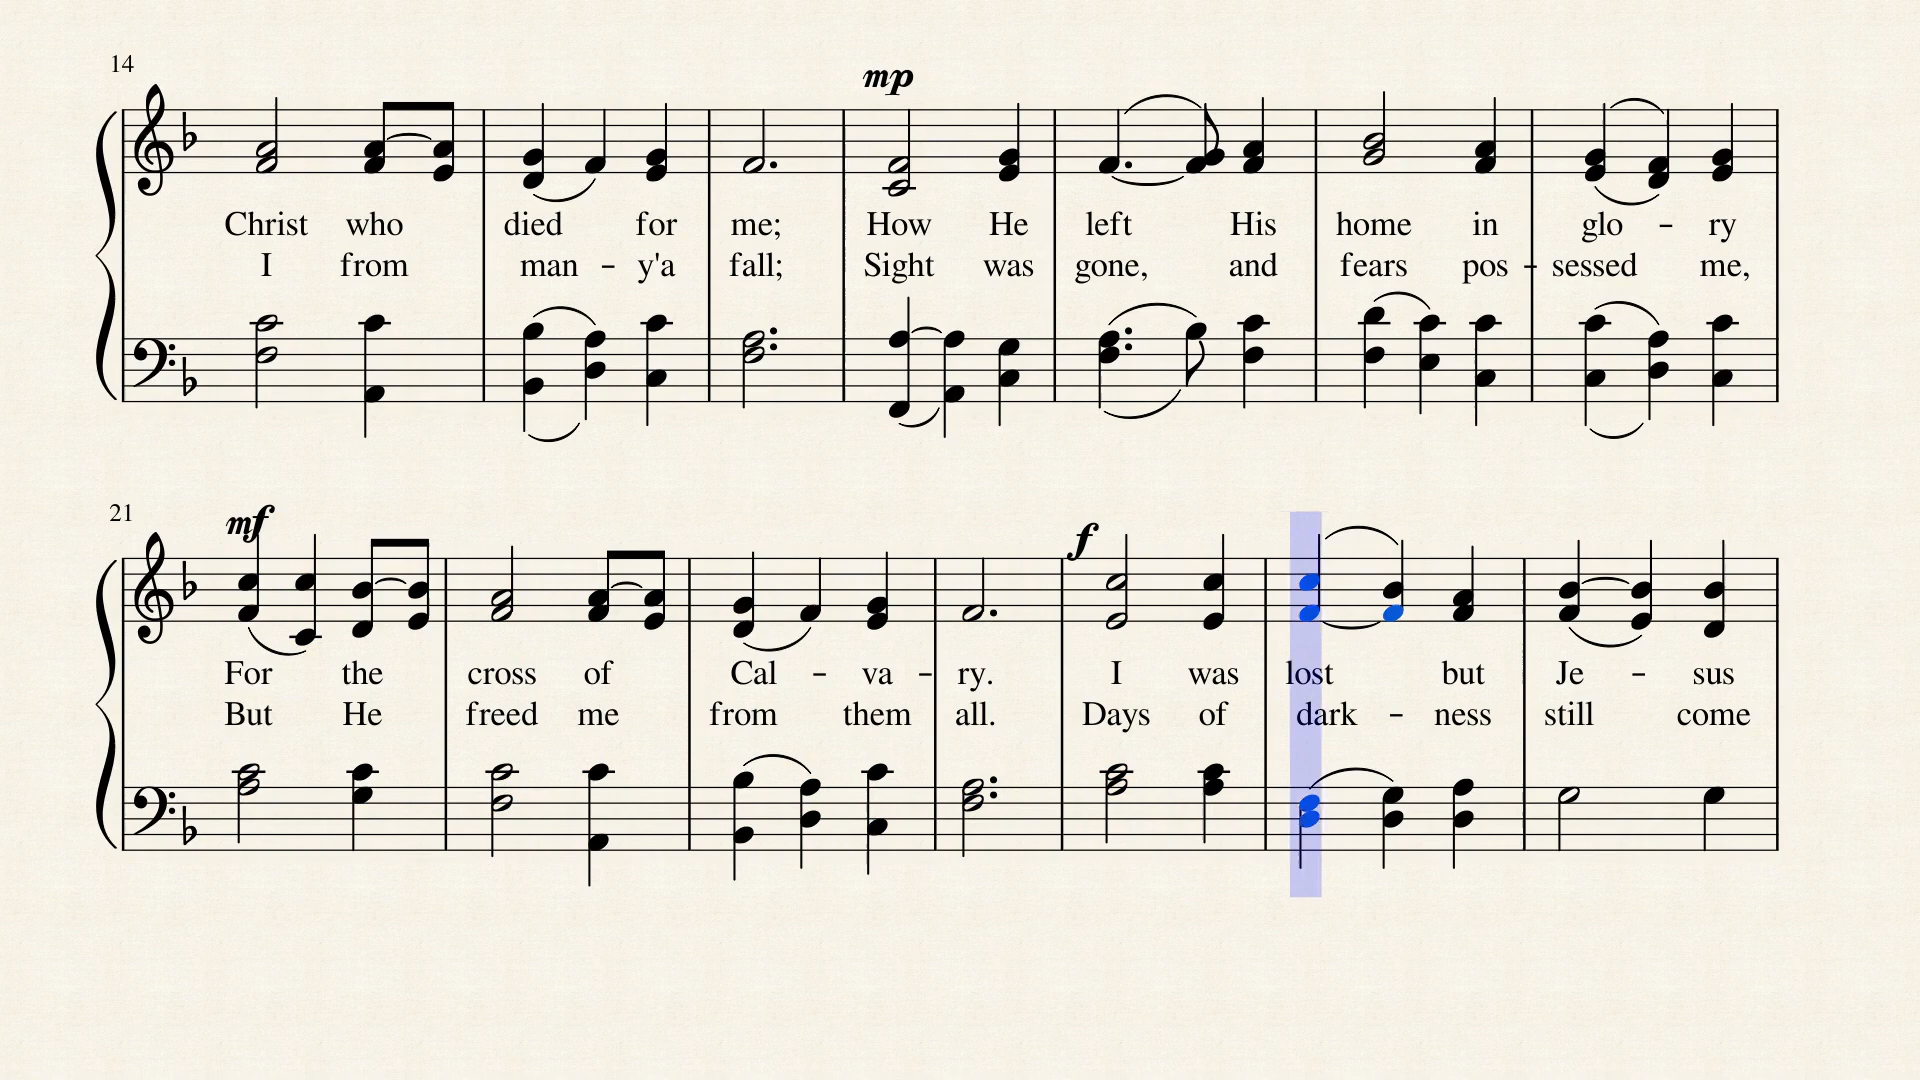 14
mp
Christ who died for me; How He left His home in glo - ry
I from man - y'a fall; Sight was gone, and fears pos - sessed me,
21
mf f
For the cross of Cal - va - ry. I was lost but Je - sus
But He freed me from them all. Days of dark - ness still come